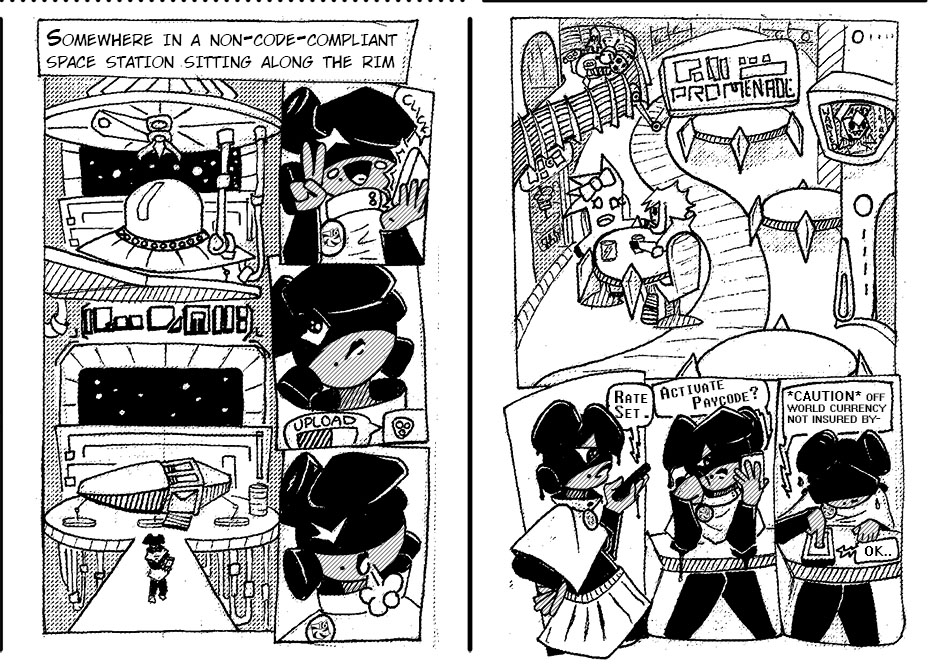 SOMEWHERE IN A NON-CODE-COMPLIANT
SPACE STATION SITTING ALONG THE RIM
CLICK
UPLOAD
PROMENADE
RATE
SET.
ACTIVATE
PAYCODE?
*CAUTION* OFF
WORLD CURRENCY
NOT INSURED BY-
OK..